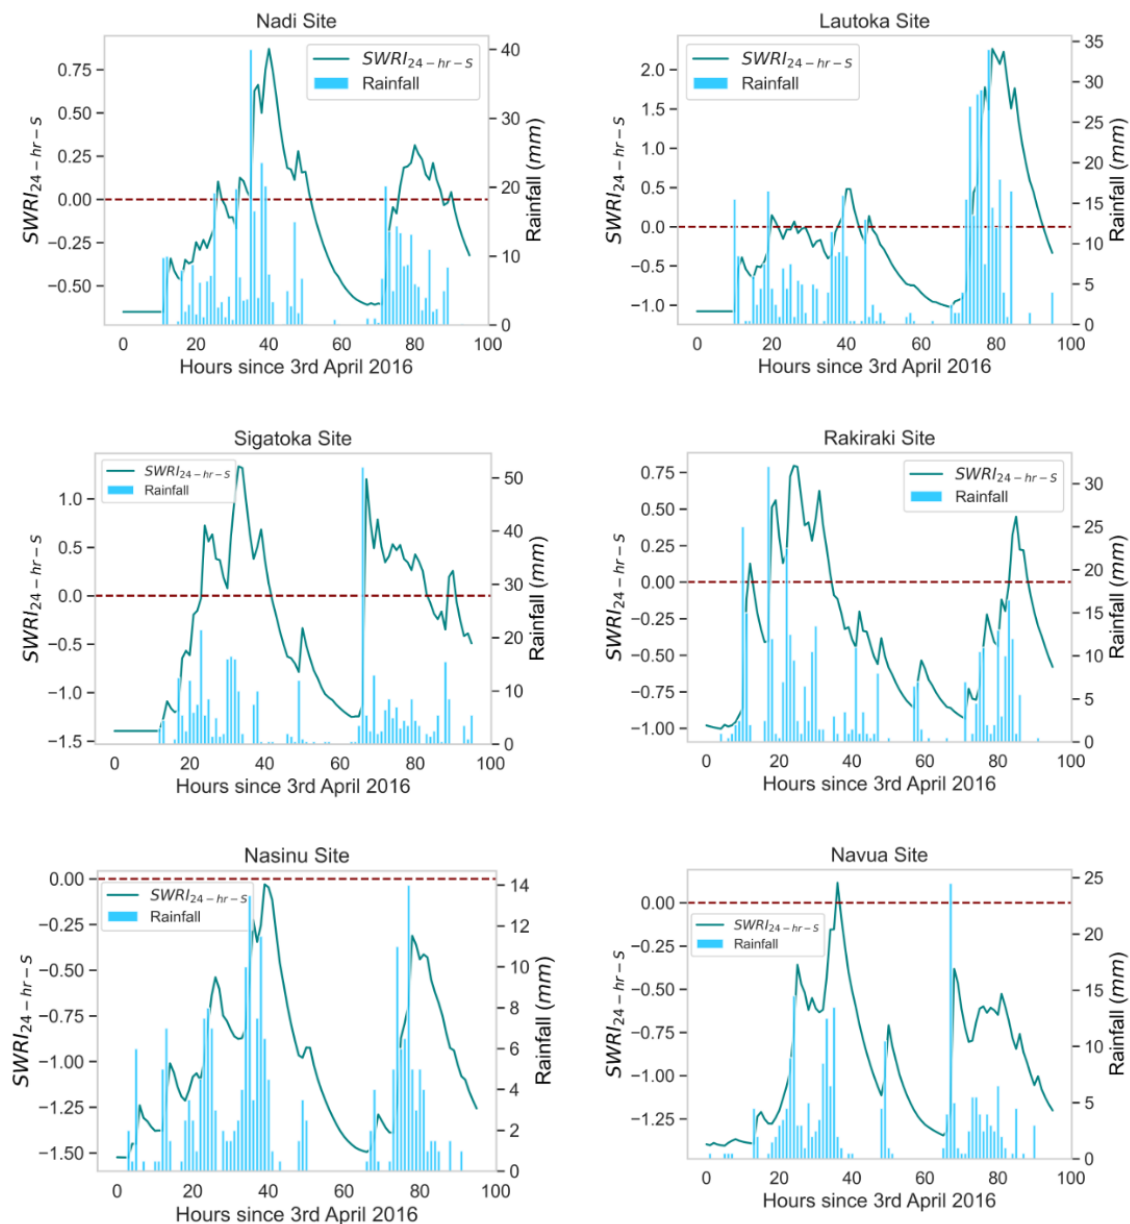 Nadi Site
SWRI24-hr-S
Rainfall
0.75
0.50
0.25
0.00
−0.25
−0.50
SWRI24−hr−S
40
30
20
10
0
Rainfall (mm)
0 20 40 60 80 100
Hours since 3rd April 2016
Lautoka Site
SWRI24−hr−S
Rainfall
2.0
1.5
1.0
0.5
0.0
−0.5
−1.0
SWRI24−hr−S
35
30
25
20
15
10
5
0
Rainfall (mm)
0 20 40 60 80 100
Hours since 3rd April 2016
Sigatoka Site
SWRI24−hr−S
Rainfall
1.0
0.5
0.0
−0.5
−1.0
−1.5
SWRI24−hr−S
50
40
30
20
10
0
Rainfall (mm)
0 20 40 60 80 100
Hours since 3rd April 2016
Rakiraki Site
SWRI24−hr−S
Rainfall
0.75
0.50
0.25
0.00
−0.25
−0.50
−0.75
−1.00
SWRI24−hr−S
30
25
20
15
10
5
0
Rainfall (mm)
0 20 40 60 80 100
Hours since 3rd April 2016
Nasinu Site
SWRI24−hr−S
Rainfall
0.00
−0.25
−0.50
−0.75
−1.00
−1.25
−1.50
SWRI24−hr−S
14
12
10
8
6
4
2
0
Rainfall (mm)
0 20 40 60 80 100
Hours since 3rd April 2016
Navua Site
SWRI24−hr−S
Rainfall
0.00
−0.25
−0.50
−0.75
−1.00
−1.25
SWRI24−hr−S
25
20
15
10
5
0
Rainfall (mm)
0 20 40 60 80 100
Hours since 3rd April 2016